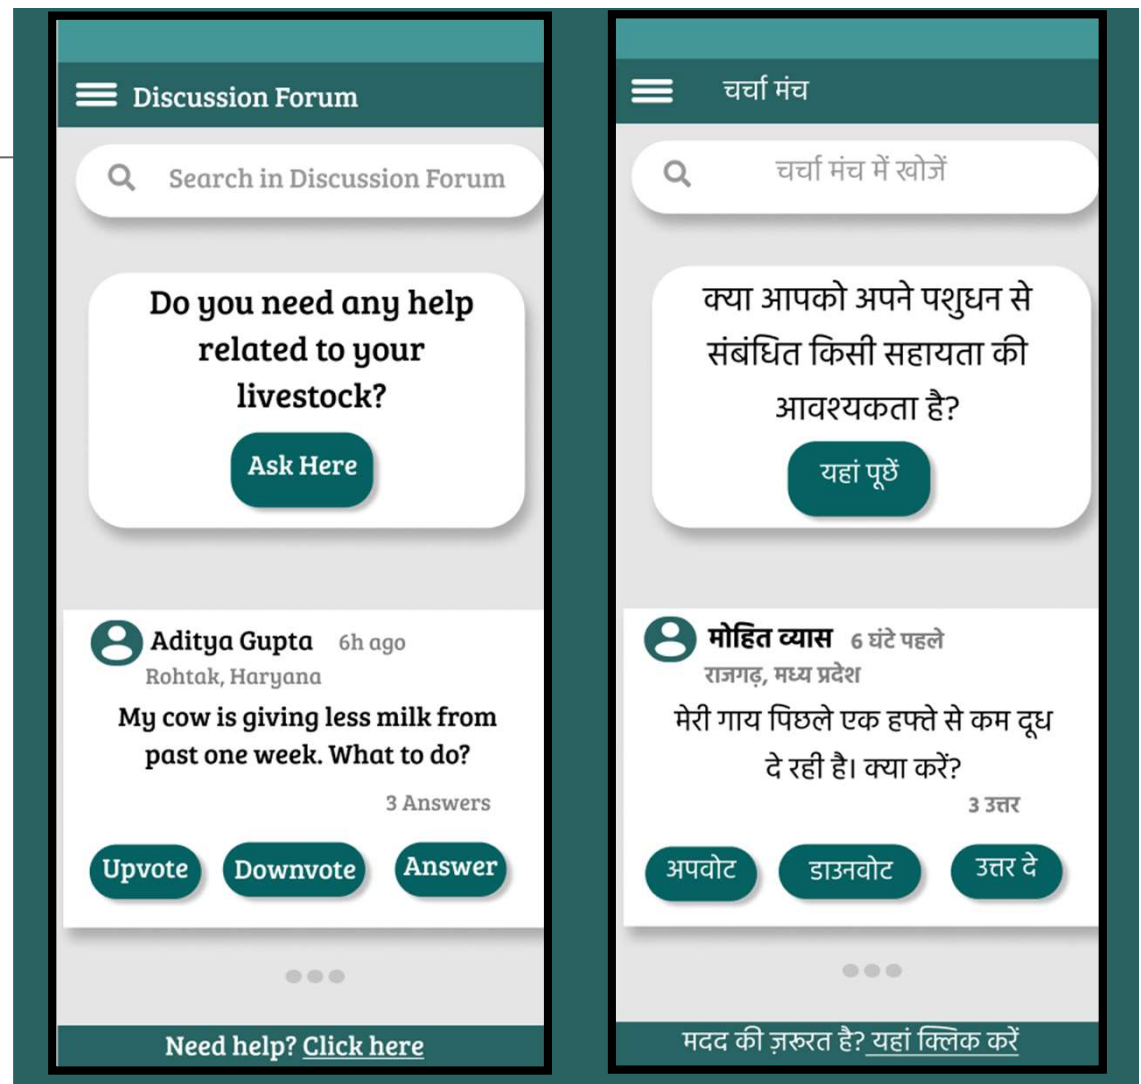 Discussion Forum
Search in Discussion Forum
Do you need any help
related to your
livestock?
Ask Here
Aditya Gupta 6h ago
Rohtak, Haryana
My cow is giving less milk from
past one week. What to do?
3 Answers
Upvote Downvote Answer
Need help? Click here
चर्चा मंच
चर्चा मंच में खोजें
क्या आपको अपने पशुधन से
संबंधित किसी सहायता की
आवश्यकता है?
यहां पूछें
मोहित व्यास 6 घंटे पहले
राजगढ़, मध्य प्रदेश
मेरी गाय पिछले एक हफ्ते से कम दूध
दे रही है। क्या करें?
3 उत्तर
अपवोट डाउनवोट उत्तर दे
मदद की ज़रूरत है? यहां क्लिक करें